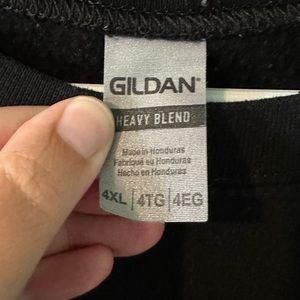 GILDAN
HEAVY BLEND
Made in Honduras
Fabriqué au Honduras
Hecho en Honduras
4XL | 4TG | 4EG